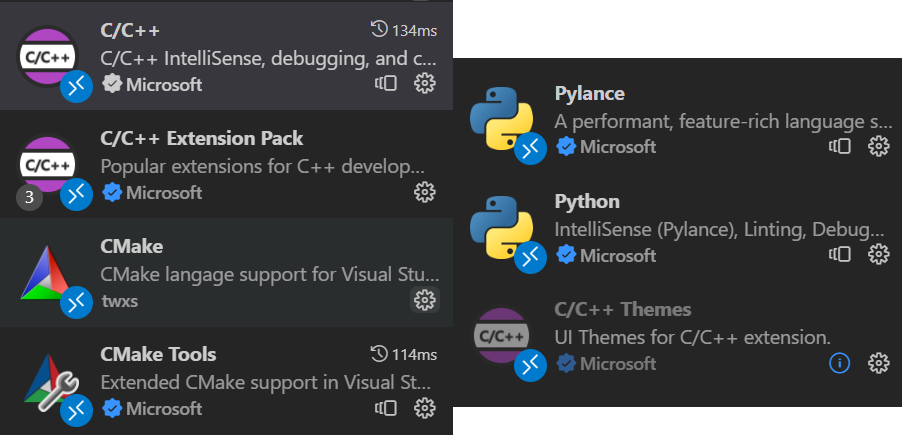 C/C++
134ms
C/C++ IntelliSense, debugging, and c...
Microsoft
C/C++ Extension Pack
Popular extensions for C++ develop...
3
Microsoft
CMake
CMake langage support for Visual Stu...
twxs
CMake Tools
114ms
Extended CMake support in Visual St...
Microsoft
Pylance
A performant, feature-rich language s...
Microsoft
Python
IntelliSense (Pylance), Linting, Debug...
Microsoft
C/C++ Themes
UI Themes for C/C++ extension.
Microsoft
C/C++
C/C++
C/C++